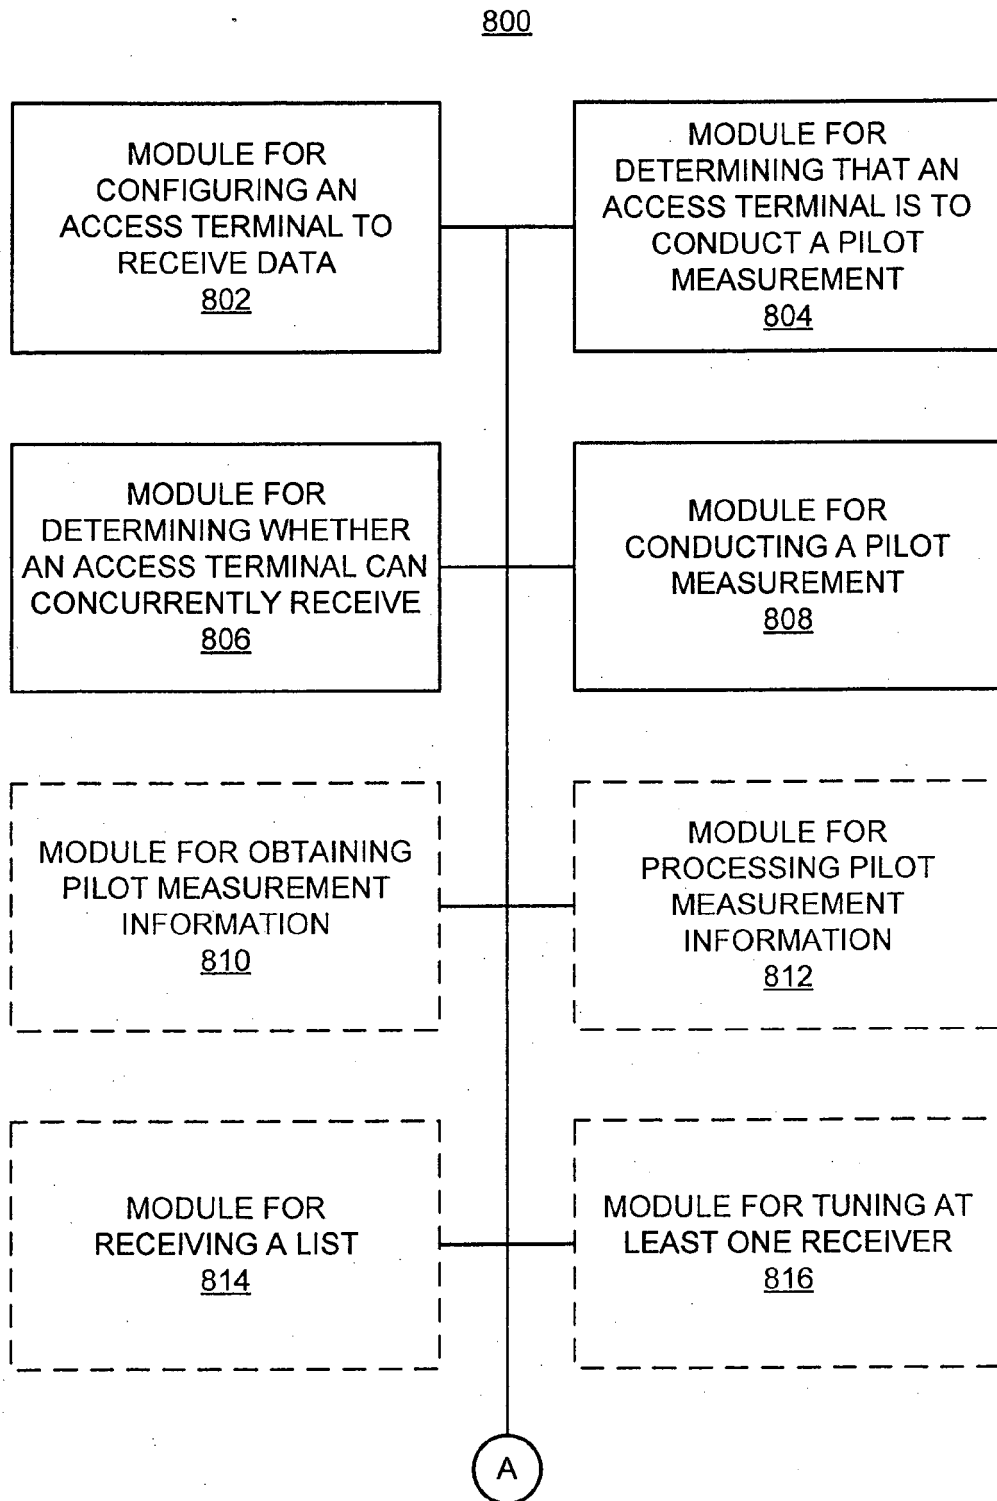 800
MODULE FOR
CONFIGURING AN
ACCESS TERMINAL TO
RECEIVE DATA
802
MODULE FOR
DETERMINING THAT AN
ACCESS TERMINAL IS TO
CONDUCT A PILOT
MEASUREMENT
804
MODULE FOR
DETERMINING WHETHER
AN ACCESS TERMINAL CAN
CONCURRENTLY RECEIVE
806
MODULE FOR
CONDUCTING A PILOT
MEASUREMENT
808
MODULE FOR OBTAINING
PILOT MEASUREMENT
INFORMATION
810
MODULE FOR
PROCESSING PILOT
MEASUREMENT
INFORMATION
812
MODULE FOR
RECEIVING A LIST
814
MODULE FOR TUNING AT
LEAST ONE RECEIVER
816
A